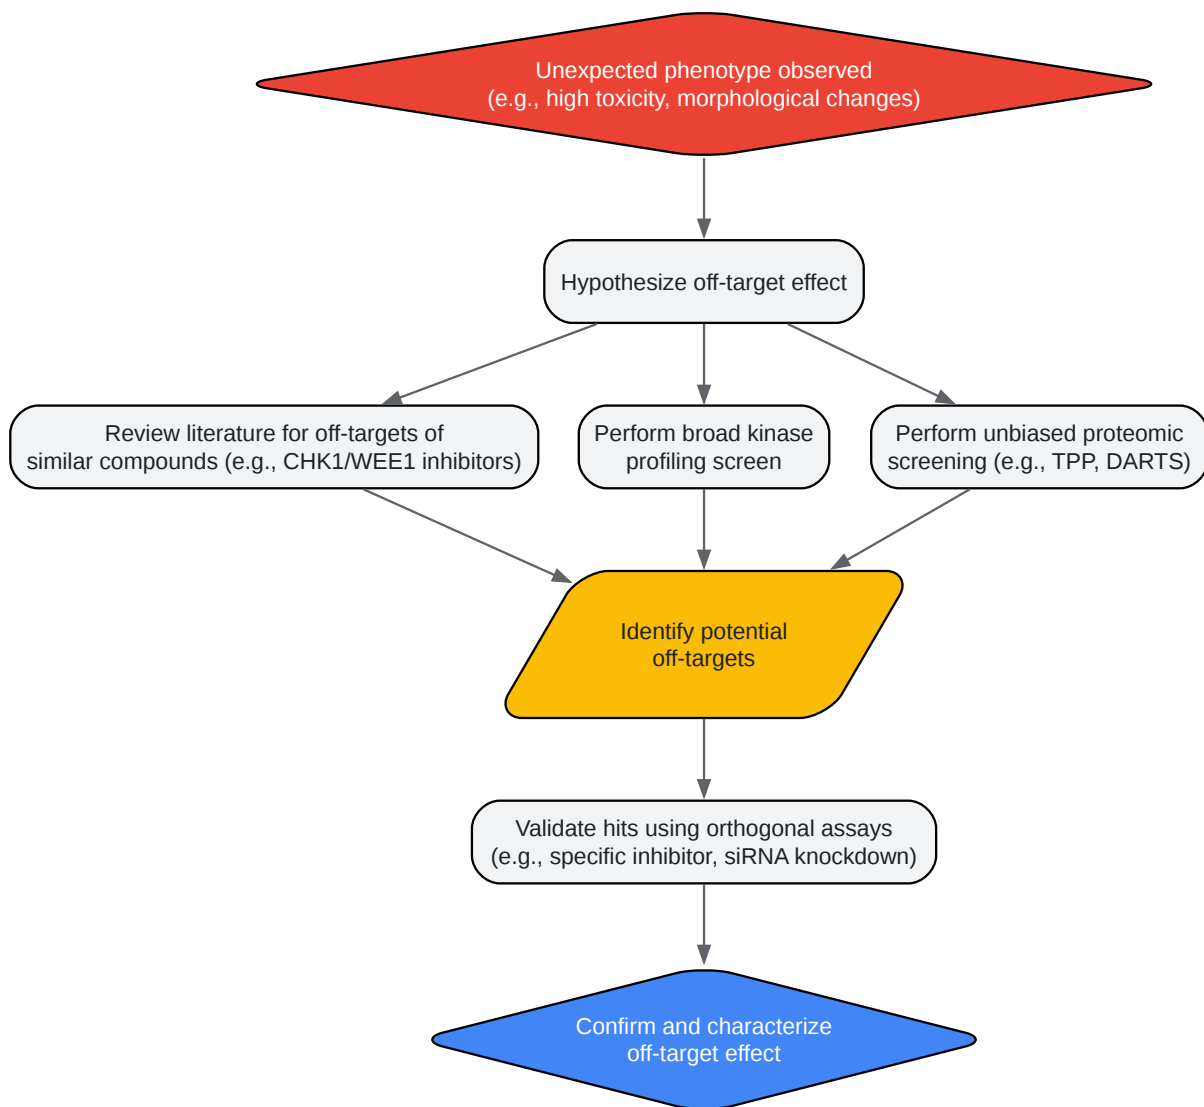 Unexpected phenotype observed
(e.g., high toxicity, morphological changes)
Hypothesize off-target effect
Review literature for off-targets of
similar compounds (e.g., CHK1/WEE1 inhibitors)
Perform broad kinase
profiling screen
Perform unbiased proteomic
screening (e.g., TPP, DARTS)
Identify potential
off-targets
Validate hits using orthogonal assays
(e.g., specific inhibitor, siRNA knockdown)
Confirm and characterize
off-target effect